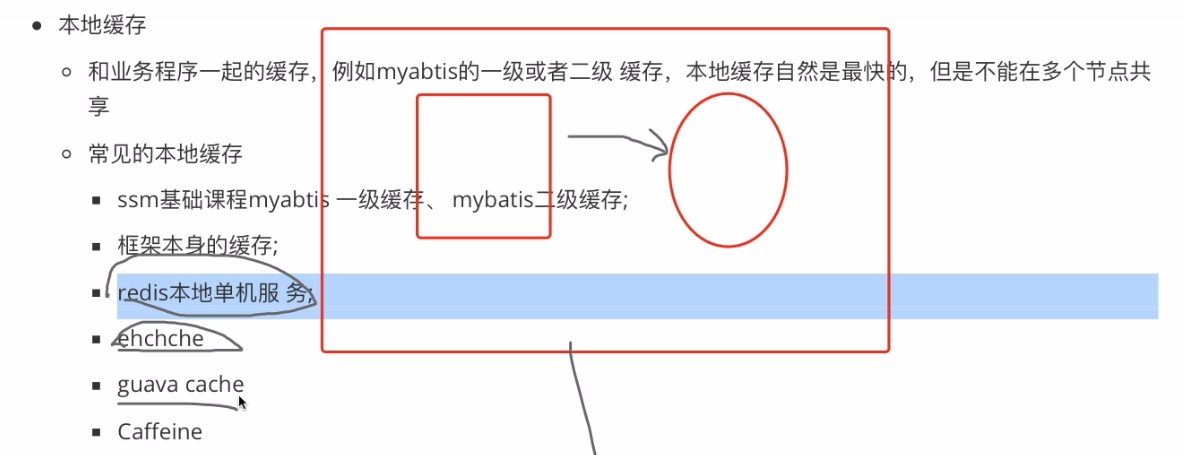 本地缓存
和业务程序一起的缓存，例如myabtis的一级或者二级 缓存，本地缓存自然是最快的，但是不能在多个节点共
享
常见的本地缓存
ssm基础课程myabtis 一级缓存、 mybatis二级缓存;
框架本身的缓存;
redis本地单机服 务;
ehchche
guava cache
Caffeine